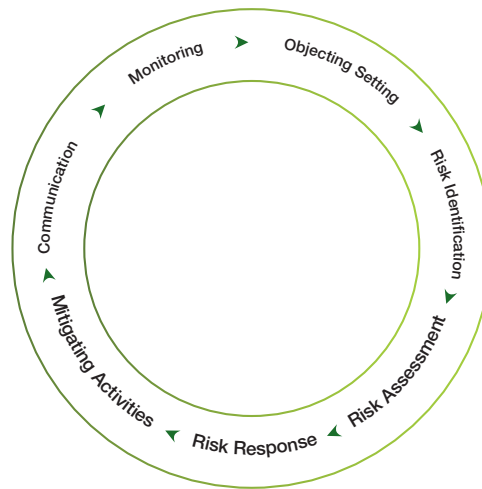 Objecting Setting
Risk Identification
Risk Assessment
Risk Response
Mitigating Activities
Communication
Monitoring